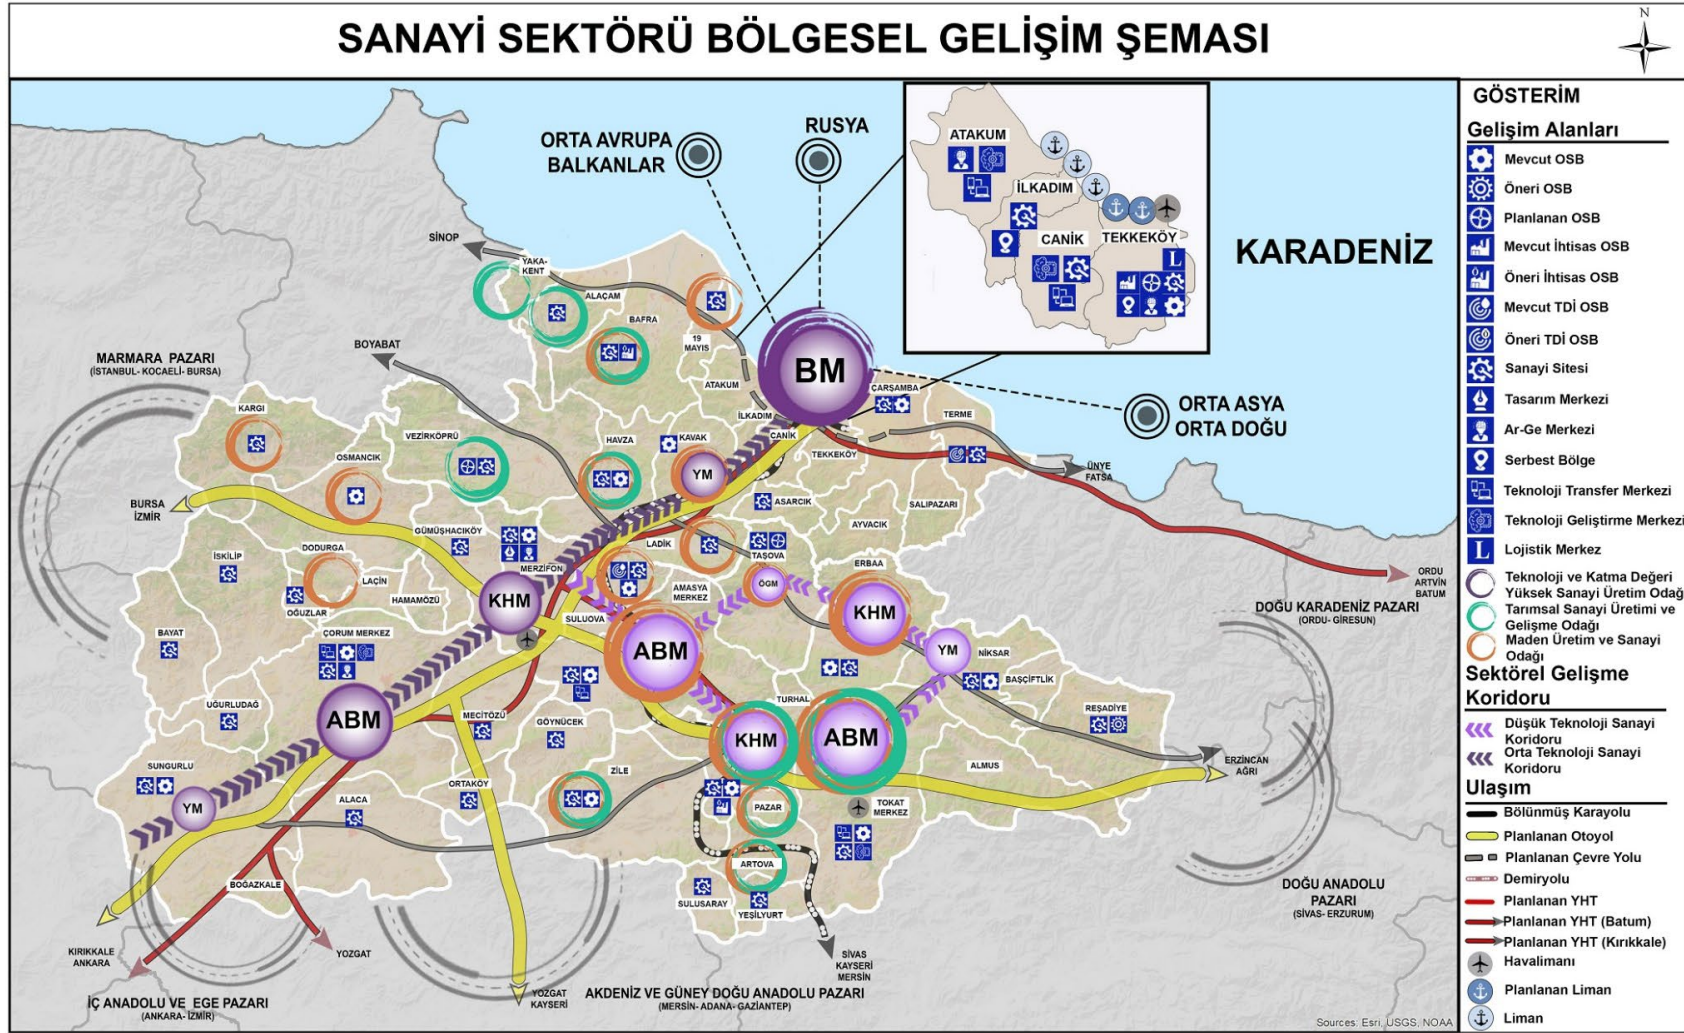 SANAYİ SEKTÖRÜ BÖLGESEL GELİŞİM ŞEMASI
N
ORTA AVRUPA
BALKANLAR
RUSYA
KARADENİZ
ORTA ASYA
ORTA DOĞU
ATAKUM
İLKADIM
CANİK
TEKKEKÖY
L
SİNOP
YAKA-
KENT
ALAÇAM
BAFRA
19
MAYIS
BOYABAT
ATAKUM
BM
ÇARŞAMBA
MARMARA PAZARI
(İSTANBUL- KOCAELİ- BURSA)
KARGI
VEZİRKÖPRÜ
HAVZA
KAVAK
İLKADIM
CANİK
TEKKEKÖY
TERME
ÜNYE
FATSA
OSMANCIK
YM
ASARCIK
SALIPAZARI
AYVACIK
BURSA
İZMİR
GÜMÜŞHACIKÖY
MERZİFON
LADİK
TAŞOVA
İSKİLİP
DODURGA
LAÇİN
OĞUZLAR
HAMAMÖZÜ
KHM
AMASYA
MERKEZ
ÖGM
ERBAA
KHM
ORDU
ARTVİN
BATUM
DOĞU KARADENİZ PAZARI
(ORDU- GİRESUN)
BAYAT
ÇORUM MERKEZ
SULUOVA
ABM
YM
NİKSAR
BAŞÇİFTLİK
UĞURLUDAĞ
ABM
MECİTÖZÜ
GÖYNÜCEK
TURHAL
KHM
ABM
REŞADİYE
ERZİNCAN
AĞRI
SUNGURLU
YM
ALACA
ORTAKÖY
ZİLE
PAZAR
TOKAT
MERKEZ
ALMUS
ARTOVA
BOĞAZKALE
SULUSARAY
YEŞİLYURT
DOĞU ANADOLU
PAZARI
(SİVAS- ERZURUM)
KIRIKKALE
ANKARA
YOZGAT
SİVAS
KAYSERİ
MERSİN
İÇ ANADOLU VE EGE PAZARI
(ANKARA- İZMİR)
YOZGAT
KAYSERİ
AKDENİZ VE GÜNEY DOĞU ANADOLU PAZARI
(MERSİN- ADANA- GAZİANTEP)
Sources: Esri, USGS, NOAA
GÖSTERİM
Gelişim Alanları
Mevcut OSB
Öneri OSB
Planlanan OSB
Mevcut İhtisas OSB
Öneri İhtisas OSB
Mevcut TDİ OSB
Öneri TDİ OSB
Sanayi Sitesi
Tasarım Merkezi
Ar-Ge Merkezi
Serbest Bölge
Teknoloji Transfer Merkezi
Teknoloji Geliştirme Merkezi
L Lojistik Merkez
Teknoloji ve Katma Değeri
Yüksek Sanayi Üretim Odağı
Tarımsal Sanayi Üretimi ve
Gelişme Odağı
Maden Üretim ve Sanayi
Odağı
Sektörel Gelişme
Koridoru
Düşük Teknoloji Sanayi
Koridoru
Orta Teknoloji Sanayi
Koridoru
Ulaşım
Bölünmüş Karayolu
Planlanan Otoyol
Planlanan Çevre Yolu
Demiryolu
Planlanan YHT
Planlanan YHT (Batum)
Planlanan YHT (Kırıkkale)
Havalimanı
Planlanan Liman
Liman